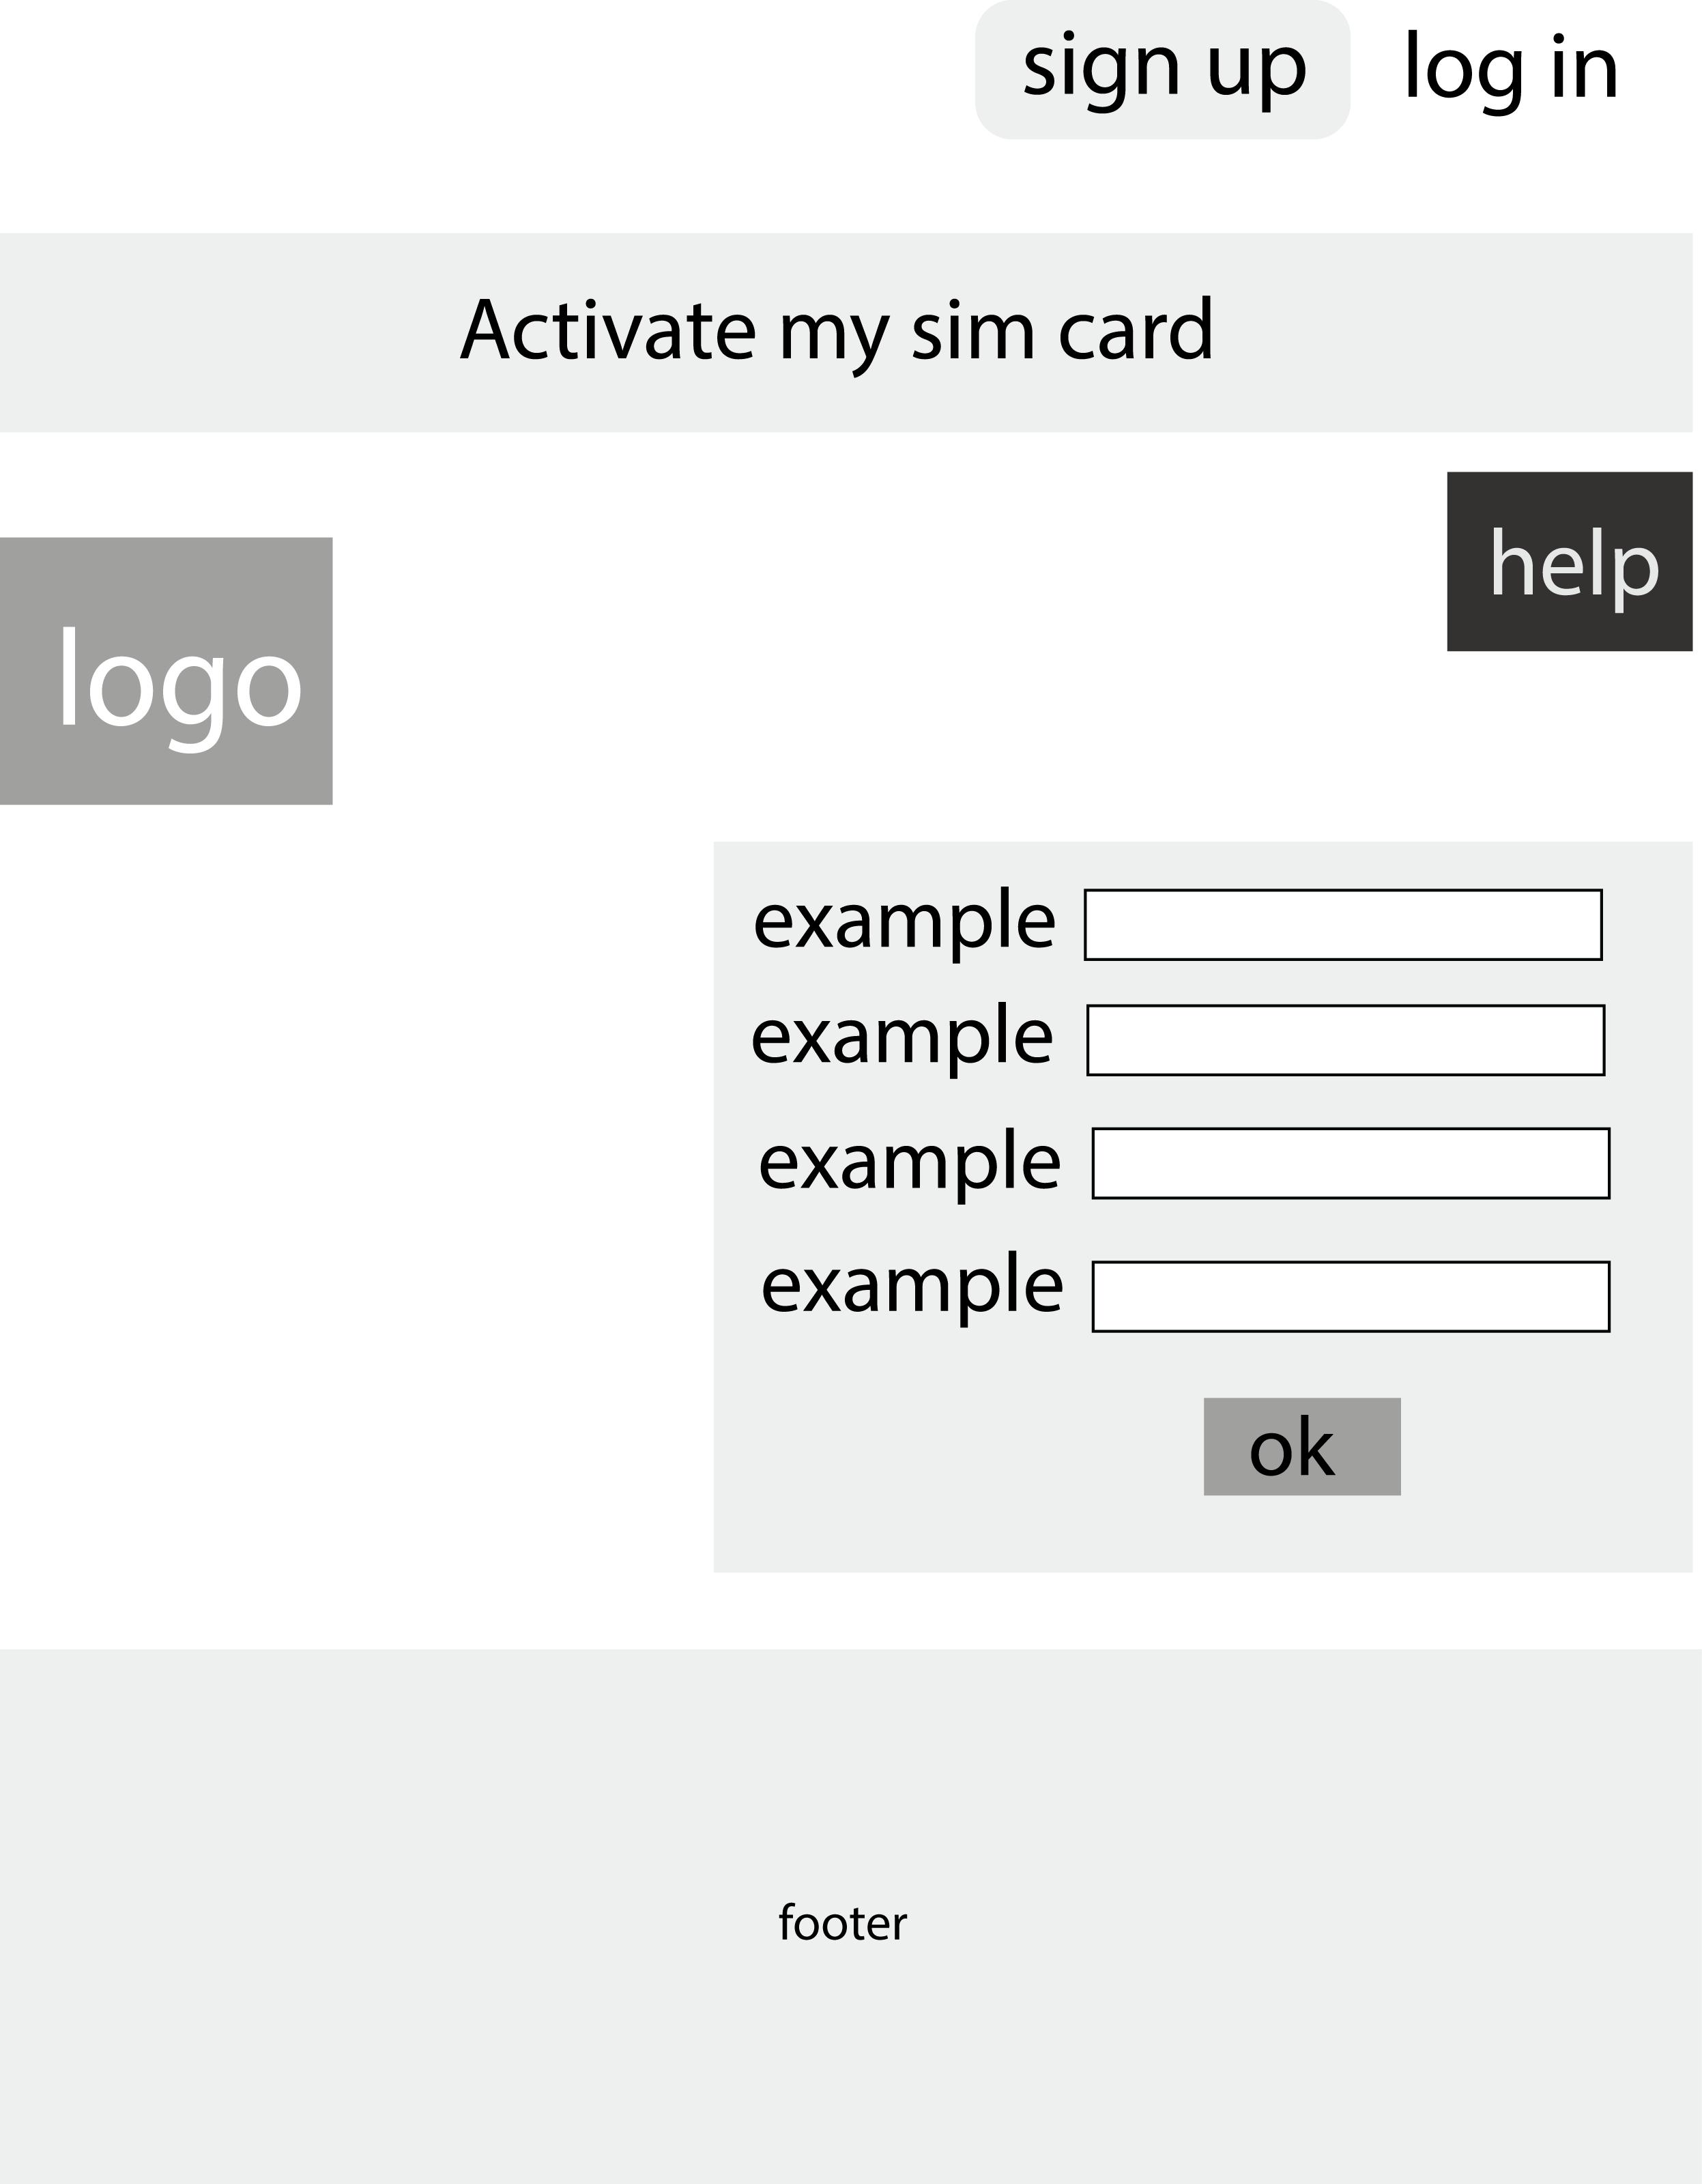 sign up
log in
Activate my sim card
help
logo
example
example
example
example
ok
footer